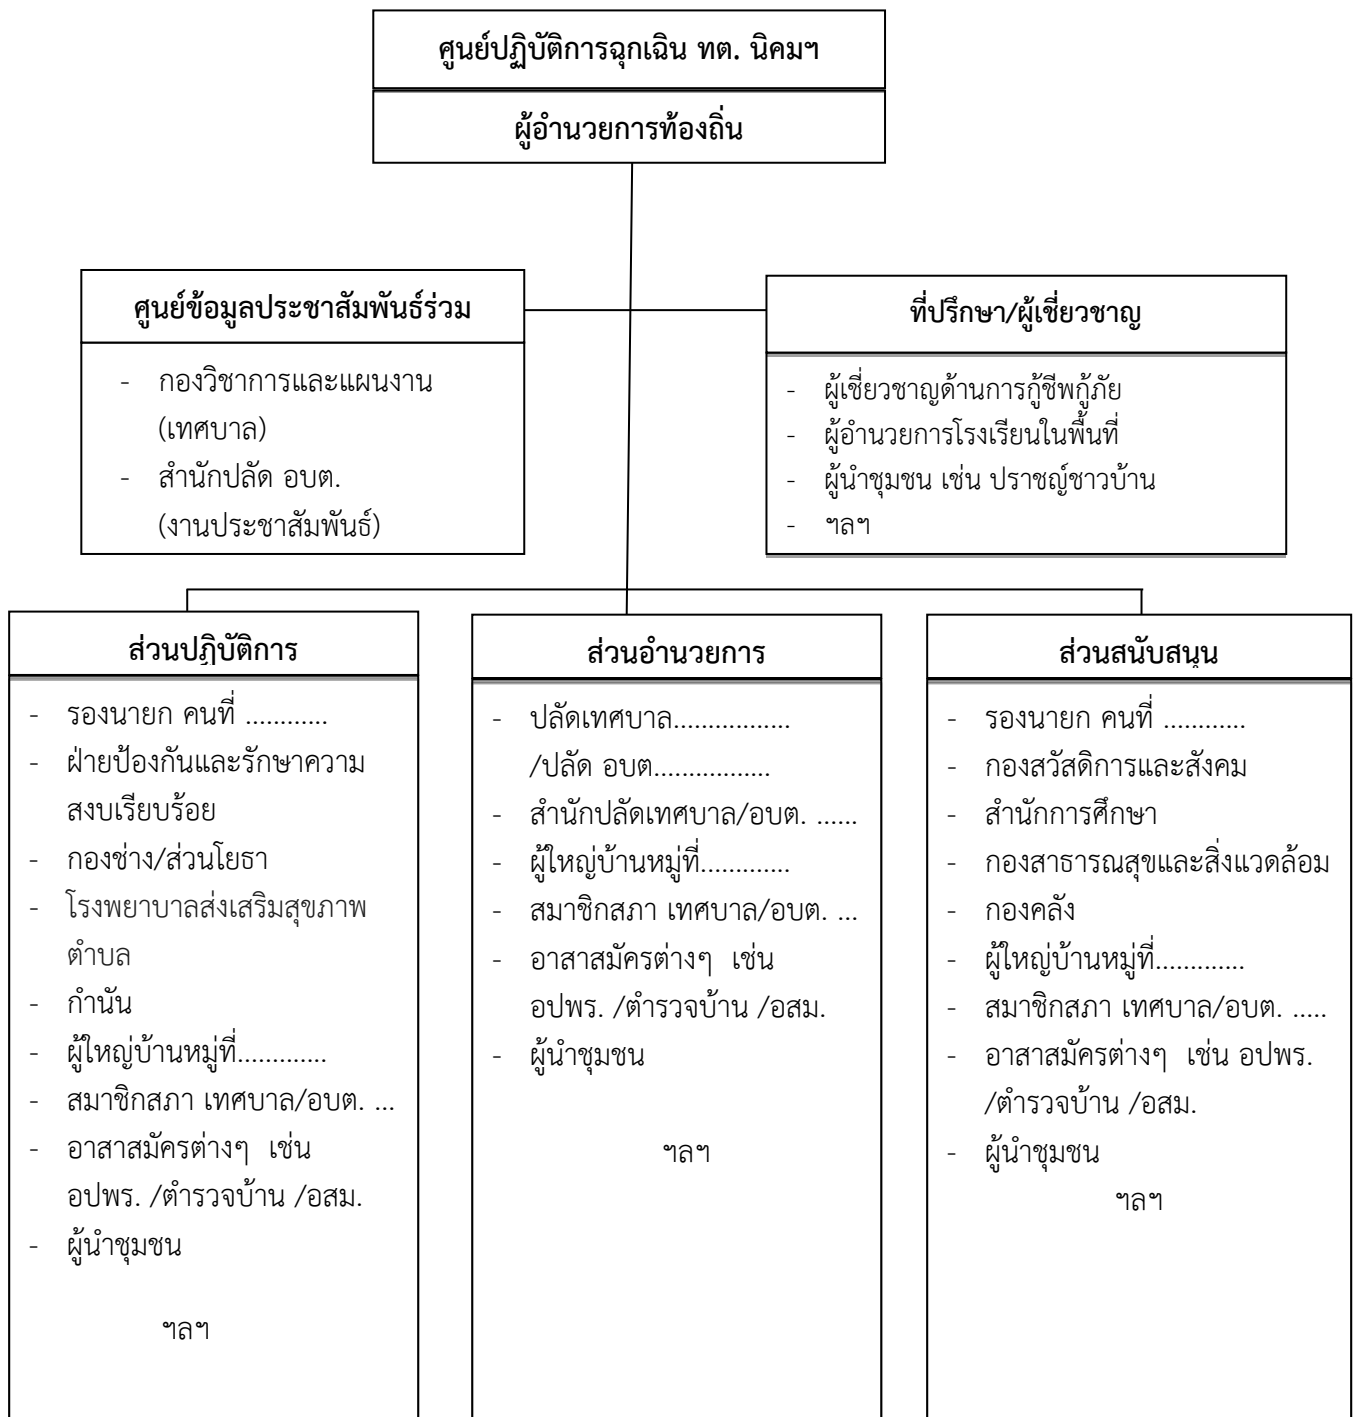 ศูนย์ปฏิบัติการฉุกเฉิน ทต. นิคมฯ
ผู้อำนวยการท้องถิ่น
ศูนย์ข้อมูลประชาสัมพันธ์ร่วม
- กองวิชาการและแผนงาน
(เทศบาล)
- สำนักปลัด อบต.
(งานประชาสัมพันธ์)
ที่ปรึกษา/ผู้เชี่ยวชาญ
- ผู้เชี่ยวชาญด้านการกู้ชีพกู้ภัย
- ผู้อำนวยการโรงเรียนในพื้นที่
- ผู้นำชุมชน เช่น ปราชญ์ชาวบ้าน
- ฯลฯ
ส่วนปฏิบัติการ
- รองนายก คนที่ ............
- ฝ่ายป้องกันและรักษาความ
สงบเรียบร้อย
- กองช่าง/ส่วนโยธา
- โรงพยาบาลส่งเสริมสุขภาพ
ตำบล
- กำนัน
- ผู้ใหญ่บ้านหมู่ที่.............
- สมาชิกสภา เทศบาล/อบต. ...
- อาสาสมัครต่างๆ เช่น
อปพร. /ตำรวจบ้าน /อสม.
- ผู้นำชุมชน
ฯลฯ
ส่วนอำนวยการ
- ปลัดเทศบาล.................
/ปลัด อบต.................
- สำนักปลัดเทศบาล/อบต. ......
- ผู้ใหญ่บ้านหมู่ที่.............
- สมาชิกสภา เทศบาล/อบต. ...
- อาสาสมัครต่างๆ เช่น
อปพร. /ตำรวจบ้าน /อสม.
- ผู้นำชุมชน
ฯลฯ
ส่วนสนับสนุน
- รองนายก คนที่ ............
- กองสวัสดิการและสังคม
- สำนักการศึกษา
- กองสาธารณสุขและสิ่งแวดล้อม
- กองคลัง
- ผู้ใหญ่บ้านหมู่ที่.............
- สมาชิกสภา เทศบาล/อบต. .....
- อาสาสมัครต่างๆ เช่น อปพร.
/ตำรวจบ้าน /อสม.
- ผู้นำชุมชน
ฯลฯ